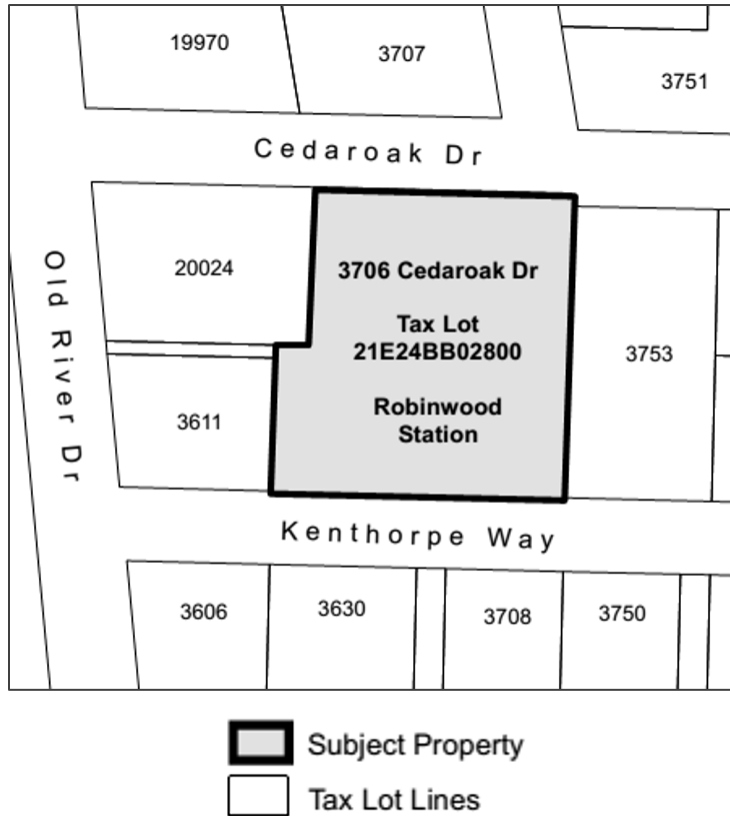 19970
3707
3751
Cedaroak Dr
Old River Dr
20024
3706 Cedaroak Dr
Tax Lot
21E24BB02800
Robinwood
Station
3753
3611
Kenthorpe Way
3606
3630
3708
3750
Subject Property
Tax Lot Lines